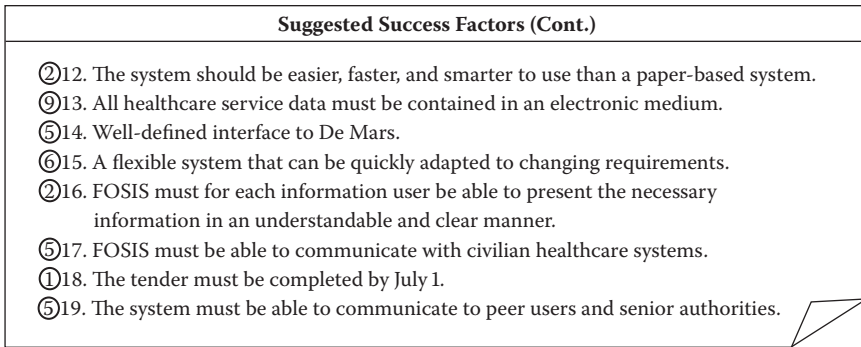 Suggested Success Factors (Cont.)
②12. The system should be easier, faster, and smarter to use than a paper-based system.
⑨13. All healthcare service data must be contained in an electronic medium.
⑤14. Well-defined interface to De Mars.
⑥15. A flexible system that can be quickly adapted to changing requirements.
②16. FOSIS must for each information user be able to present the necessary
information in an understandable and clear manner.
⑤17. FOSIS must be able to communicate with civilian healthcare systems.
①18. The tender must be completed by July 1.
⑤19. The system must be able to communicate to peer users and senior authorities.